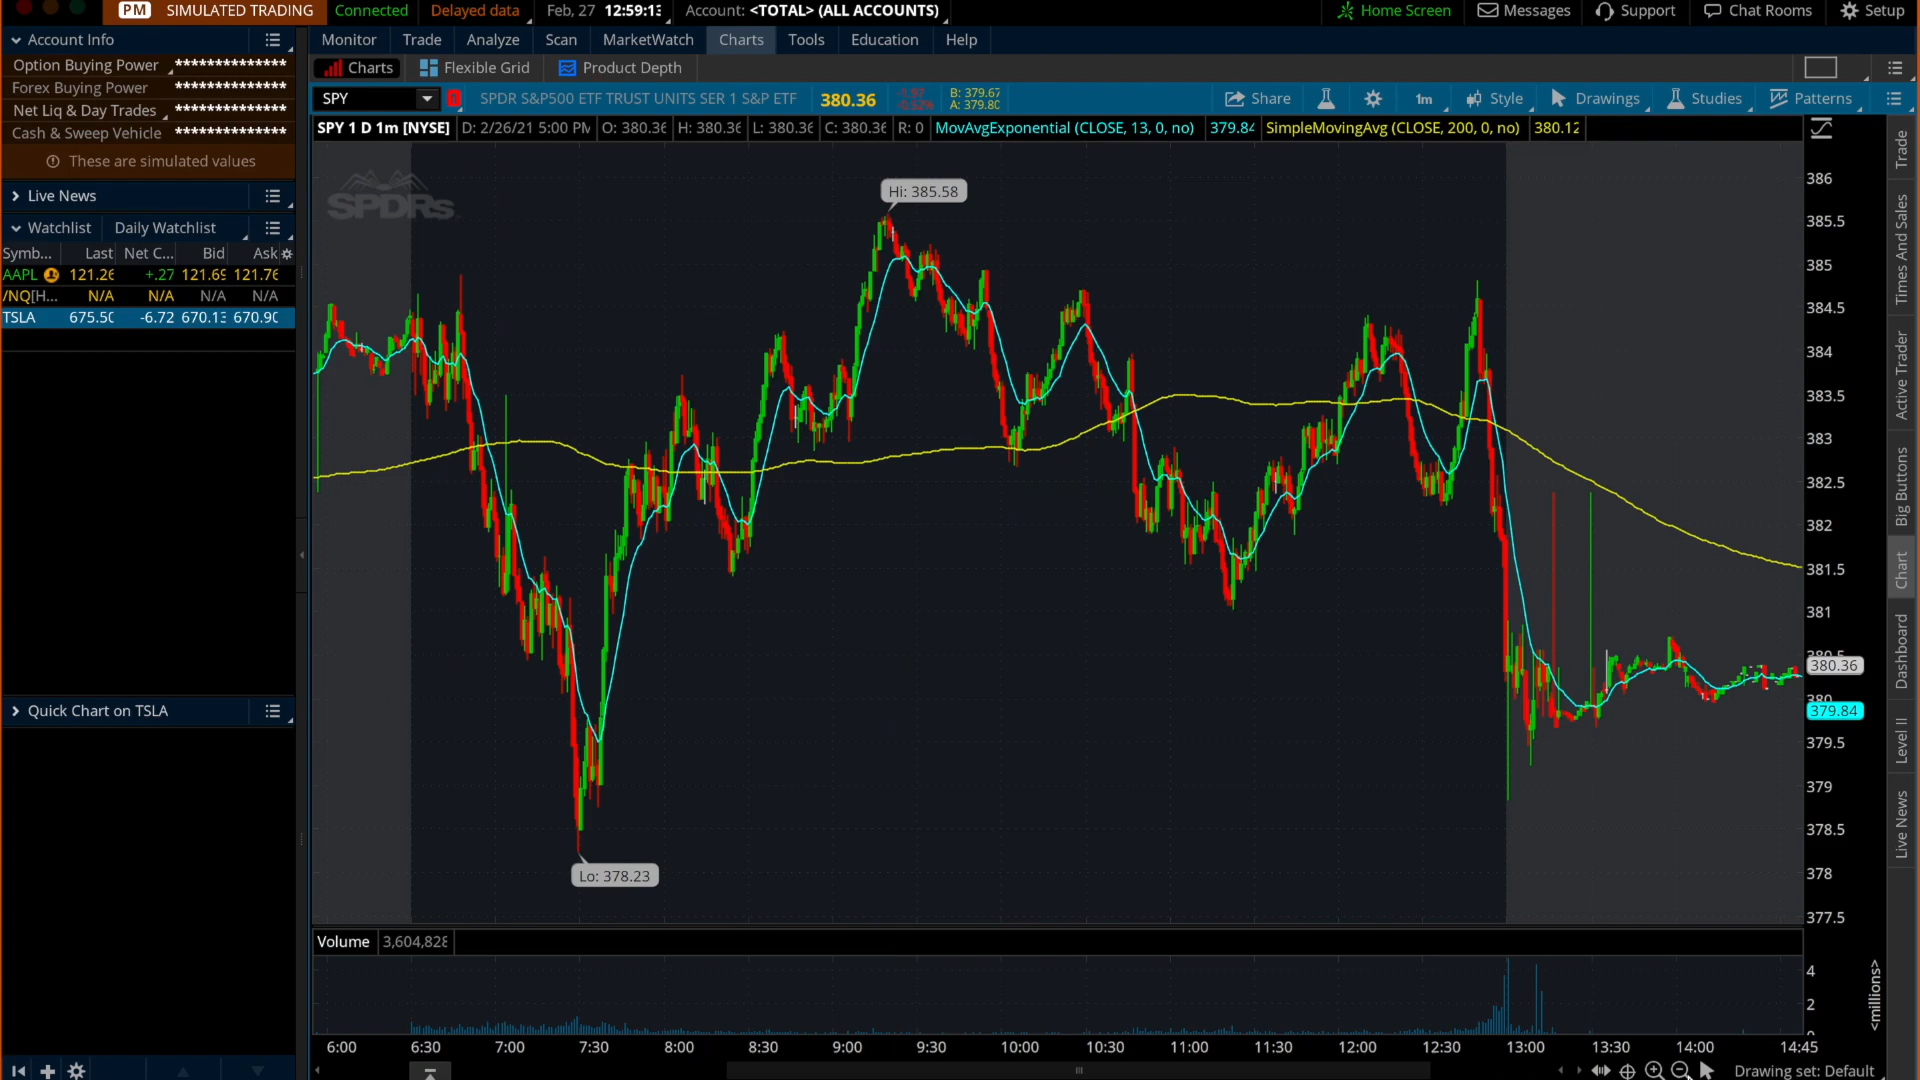 PM SIMULATED TRADING Connected Delayed data Feb, 27 12:59:13 Account: <TOTAL> (ALL ACCOUNTS) Home Screen Messages Support Chat Rooms Setup
Account Info
Option Buying Power **************
Forex Buying Power **************
Net Liq & Day Trades **************
Cash & Sweep Vehicle **************
These are simulated values
Live News
Watchlist Daily Watchlist
Symb... Last Net C... Bid Ask
AAPL 121.26 +.27 121.69 121.76
/NQ[H... N/A N/A N/A N/A
TSLA 675.50 -6.72 670.13 670.90
Quick Chart on TSLA
Monitor Trade Analyze Scan MarketWatch Charts Tools Education Help
Charts Flexible Grid Product Depth
SPY SPDR S&P500 ETF TRUST UNITS SER 1 S&P ETF 380.36 B: 379.67 A: 379.80 Share 1m Style Drawings Studies Patterns
SPY 1 D 1m [NYSE] D: 2/26/21 5:00 PM O: 380.36 H: 380.36 L: 380.36 C: 380.36 R: 0 MovAvgExponential (CLOSE, 13, 0, no) 379.84 SimpleMovingAvg (CLOSE, 200, 0, no) 380.12
SPDRs
Hi: 385.58
Lo: 378.23
386
385.5
385
384.5
384
383.5
383
382.5
382
381.5
381
380.36
379.84
379.5
379
378.5
378
377.5
Volume 3,604,828
4
2
<millions>
6:00 6:30 7:00 7:30 8:00 8:30 9:00 9:30 10:00 10:30 11:00 11:30 12:00 12:30 13:00 13:30 14:00 14:45
Drawing set: Default
Trade
Times And Sales
Active Trader
Big Buttons
Chart
Dashboard
Level II
Live News